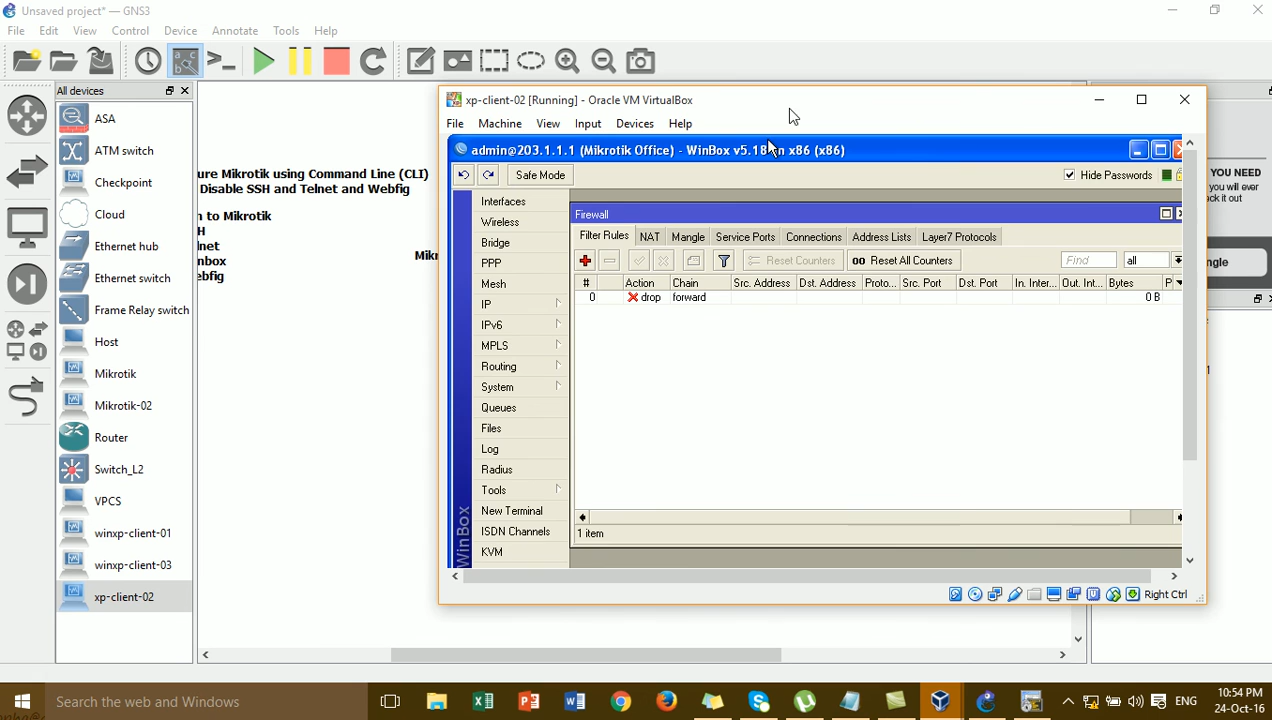 Unsaved project* — GNS3
File Edit View Control Device Annotate Tools Help
All devices
ASA
ATM switch
Checkpoint
Cloud
Ethernet hub
Ethernet switch
Frame Relay switch
Host
Mikrotik
Mikrotik-02
Router
Switch_L2
VPCS
winxp-client-01
winxp-client-03
xp-client-02
ure Mikrotik using Command Line (CLI)
Disable SSH and Telnet and Webfig
n to Mikrotik
H
lnet
nbox
ebfig
Mikr
xp-client-02 [Running] - Oracle VM VirtualBox
File Machine View Input Devices Help
admin@203.1.1.1 (Mikrotik Office) - WinBox v5.18 on x86 (x86)
Safe Mode
Hide Passwords
Interfaces
Wireless
Bridge
PPP
Mesh
IP
IPv6
MPLS
Routing
System
Queues
Files
Log
Radius
Tools
New Terminal
ISDN Channels
KVM
WinBox
Firewall
Filter Rules NAT Mangle Service Ports Connections Address Lists Layer7 Protocols
Reset Counters 00 Reset All Counters Find all
# Action Chain Src. Address Dst. Address Proto... Src. Port Dst. Port In. Inter... Out. Int... Bytes P
0 drop forward 0 B
1 item
Right Ctrl
YOU NEED
you will ever
ck it out
ngle
Search the web and Windows
ENG
10:54 PM
24-Oct-16